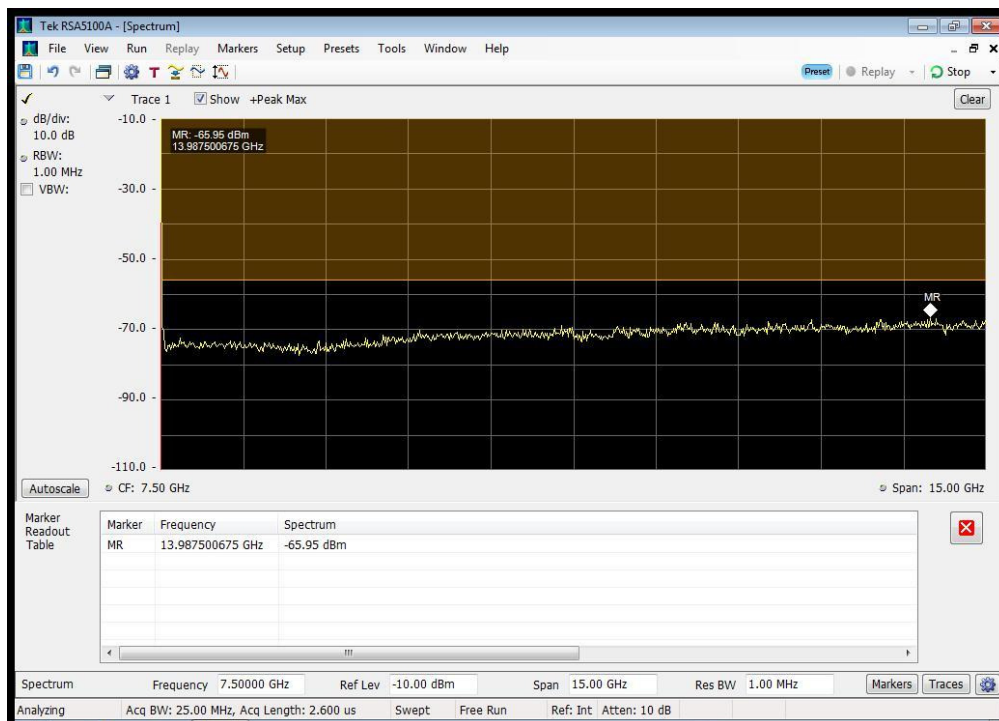 Tek RSA5100A - [Spectrum]
File View Run Replay Markers Setup Presets Tools Window Help
T Preset Replay Stop
Trace 1 Show +Peak Max Clear
dB/div:
10.0 dB
RBW:
1.00 MHz
VBW:
-10.0
MR: -65.95 dBm
13.987500675 GHz
-30.0
-50.0
MR
-70.0
-90.0
-110.0
Autoscale CF: 7.50 GHz Span: 15.00 GHz
Marker
Readout
Table
Marker Frequency Spectrum
MR 13.987500675 GHz -65.95 dBm
Spectrum Frequency 7.50000 GHz Ref Lev -10.00 dBm Span 15.00 GHz Res BW 1.00 MHz Markers Traces
Analyzing Acq BW: 25.00 MHz, Acq Length: 2.600 us Swept Free Run Ref: Int Atten: 10 dB